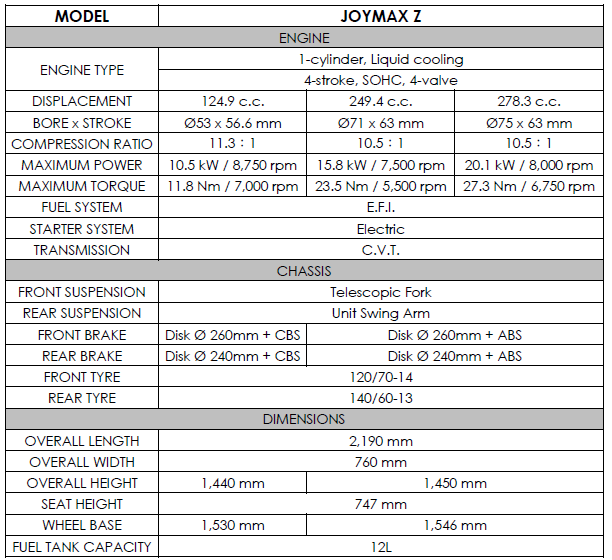 MODEL JOYMAX Z
ENGINE
ENGINE TYPE 1-cylinder, Liquid cooling
4-stroke, SOHC, 4-valve
DISPLACEMENT 124.9 c.c. 249.4 c.c. 278.3 c.c.
BORE x STROKE Ø53 x 56.6 mm Ø71 x 63 mm Ø75 x 63 mm
COMPRESSION RATIO 11.3：1 10.5：1 10.5：1
MAXIMUM POWER 10.5 kW / 8,750 rpm 15.8 kW / 7,500 rpm 20.1 kW / 8,000 rpm
MAXIMUM TORQUE 11.8 Nm / 7,000 rpm 23.5 Nm / 5,500 rpm 27.3 Nm / 6,750 rpm
FUEL SYSTEM E.F.I.
STARTER SYSTEM Electric
TRANSMISSION C.V.T.
CHASSIS
FRONT SUSPENSION Telescopic Fork
REAR SUSPENSION Unit Swing Arm
FRONT BRAKE Disk Ø 260mm + CBS Disk Ø 260mm + ABS
REAR BRAKE Disk Ø 240mm + CBS Disk Ø 240mm + ABS
FRONT TYRE 120/70-14
REAR TYRE 140/60-13
DIMENSIONS
OVERALL LENGTH 2,190 mm
OVERALL WIDTH 760 mm
OVERALL HEIGHT 1,440 mm 1,450 mm
SEAT HEIGHT 747 mm
WHEEL BASE 1,530 mm 1,546 mm
FUEL TANK CAPACITY 12L